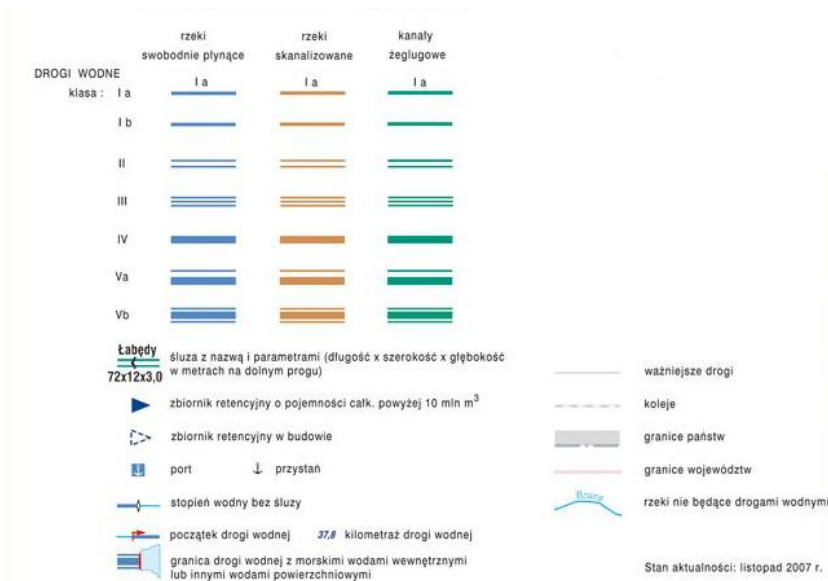 rzeki swobodnie płynące
rzeki skanalizowane
kanały żeglugowe
DROGI WODNE
klasa : I a
I a
I a
I a
I b
II
III
IV
Va
Vb
Łabędy
72x12x3,0
śluza z nazwą i parametrami (długość x szerokość x głębokość
w metrach na dolnym progu)
zbiornik retencyjny o pojemności całk. powyżej 10 mln m³
zbiornik retencyjny w budowie
port
przystań
stopień wodny bez śluzy
początek drogi wodnej
37,8 kilometraż drogi wodnej
granica drogi wodnej z morskimi wodami wewnętrznymi
lub innymi wodami powierzchniowymi
ważniejsze drogi
koleje
granice państw
granice województw
Bzura
rzeki nie będące drogami wodnymi
Stan aktualności: listopad 2007 r.